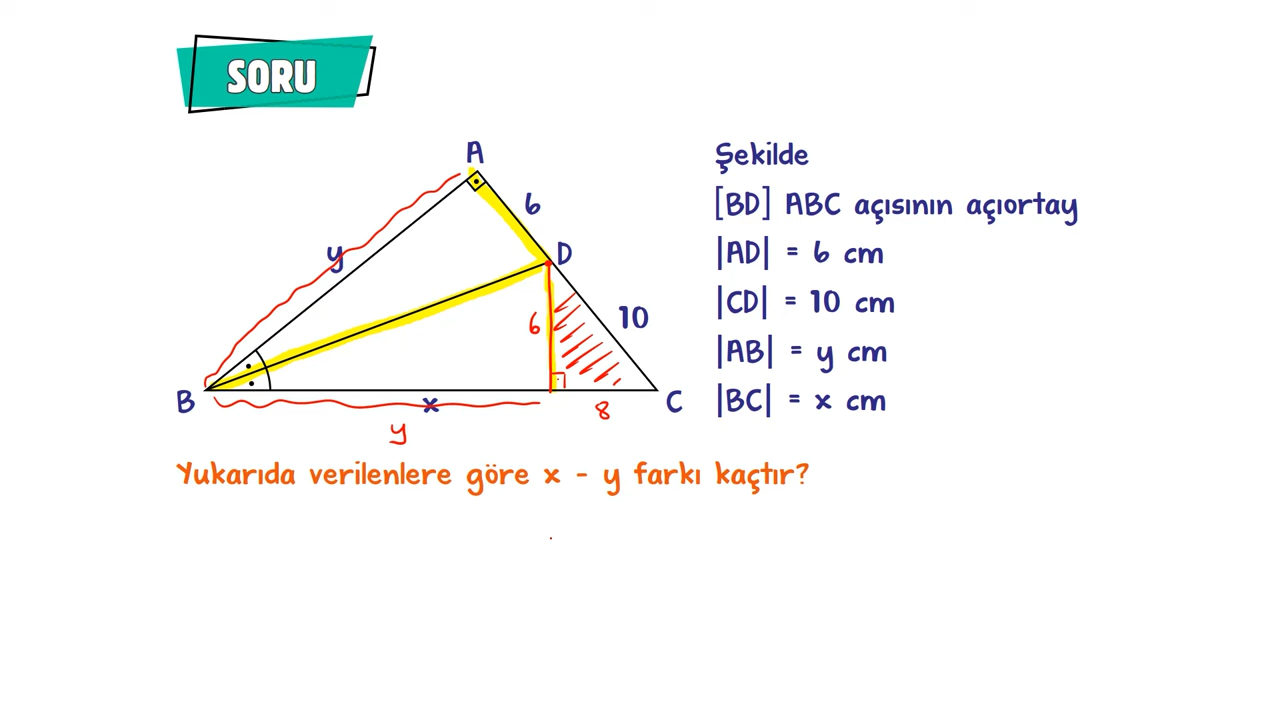 SORU
A
Şekilde
6
[BD] ABC açısının açıortay
y
D
|AD| = 6 cm
6
10
|CD| = 10 cm
|AB| = y cm
B
x
8
C
|BC| = x cm
y
Yukarıda verilenlere göre x - y farkı kaçtır?